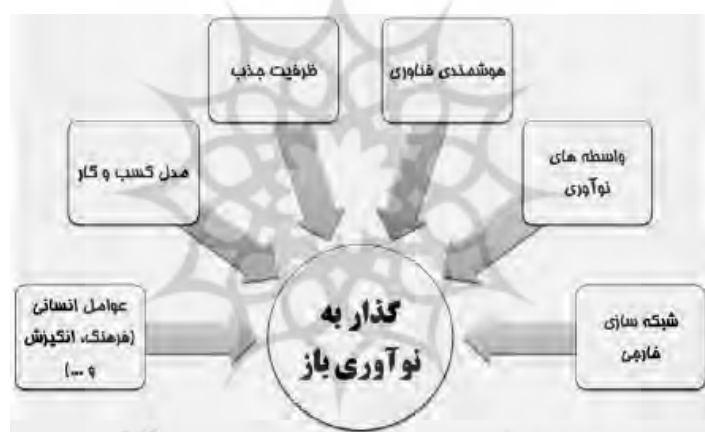 هوشمندی فناوری
ظرفیت جذب
واسطه های
نوآوری
مدل کسب و کار
شبکه سازی
خارجی
گذار به
نوآوری باز
عوامل انسانی
(فرهنگ، انگیزش
و ...)